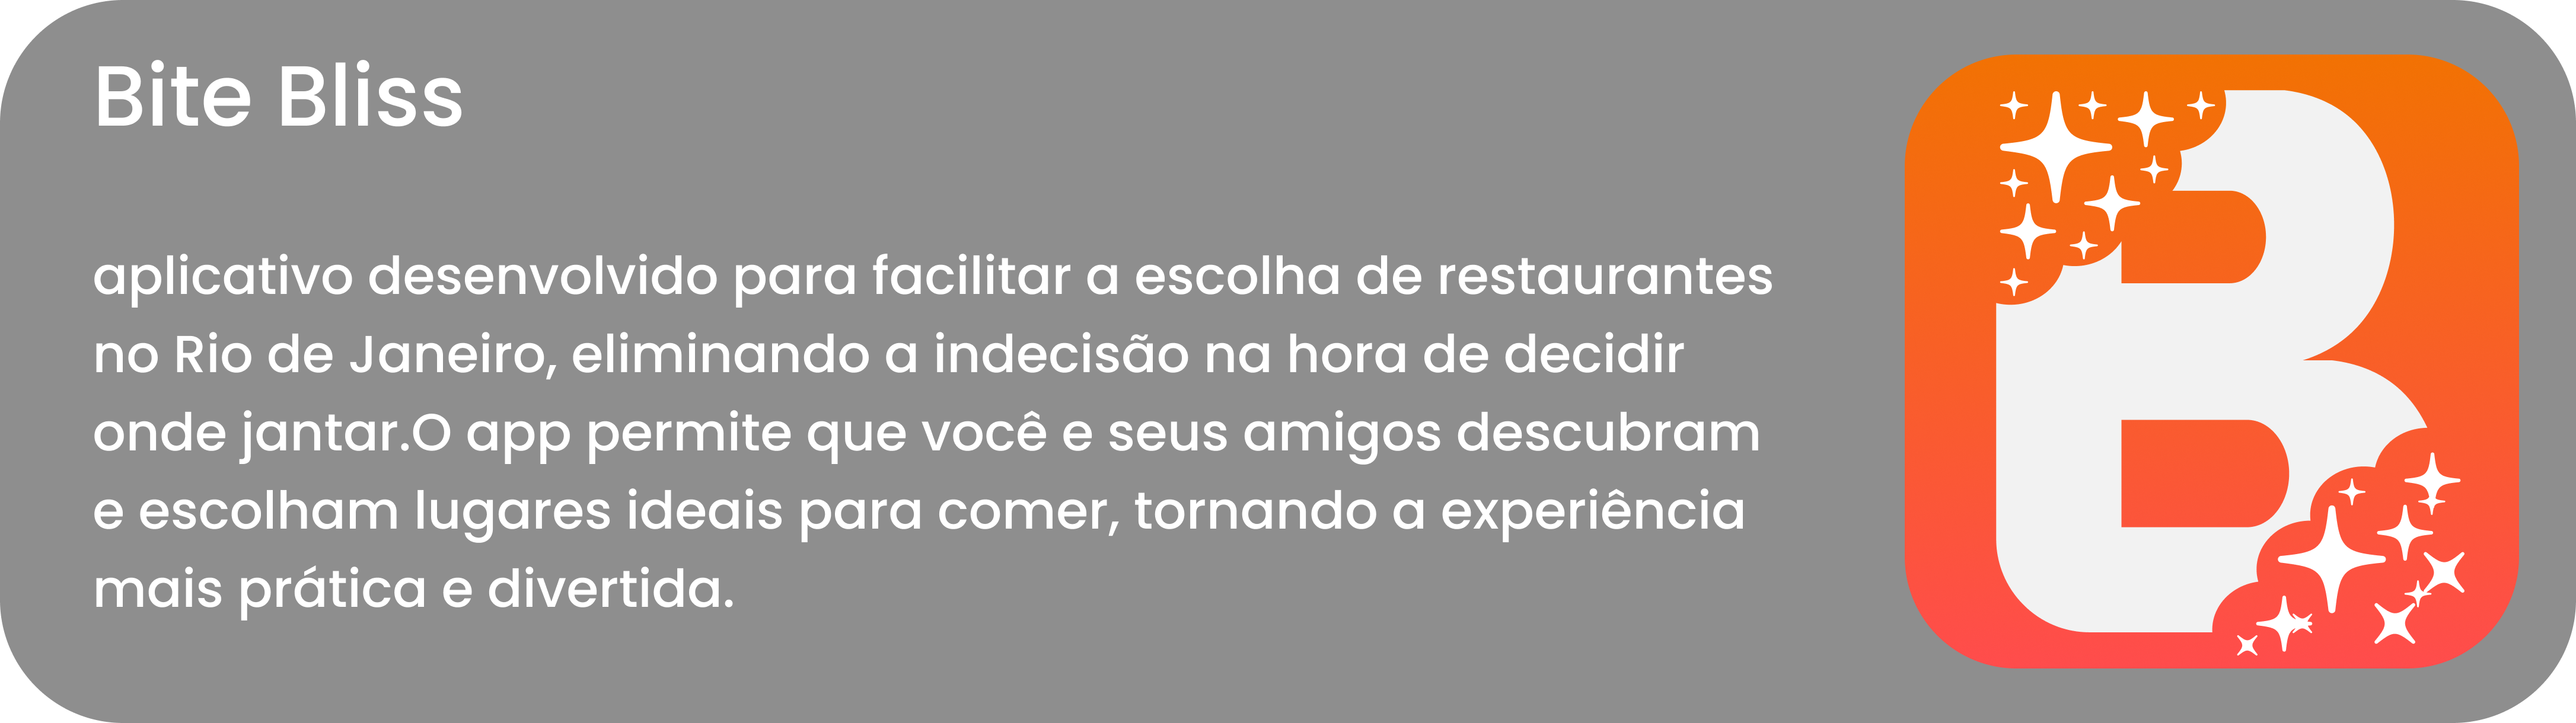 Bite Bliss
aplicativo desenvolvido para facilitar a escolha de restaurantes
no Rio de Janeiro, eliminando a indecisão na hora de decidir
onde jantar.O app permite que você e seus amigos descubram
e escolham lugares ideais para comer, tornando a experiência
mais prática e divertida.
B